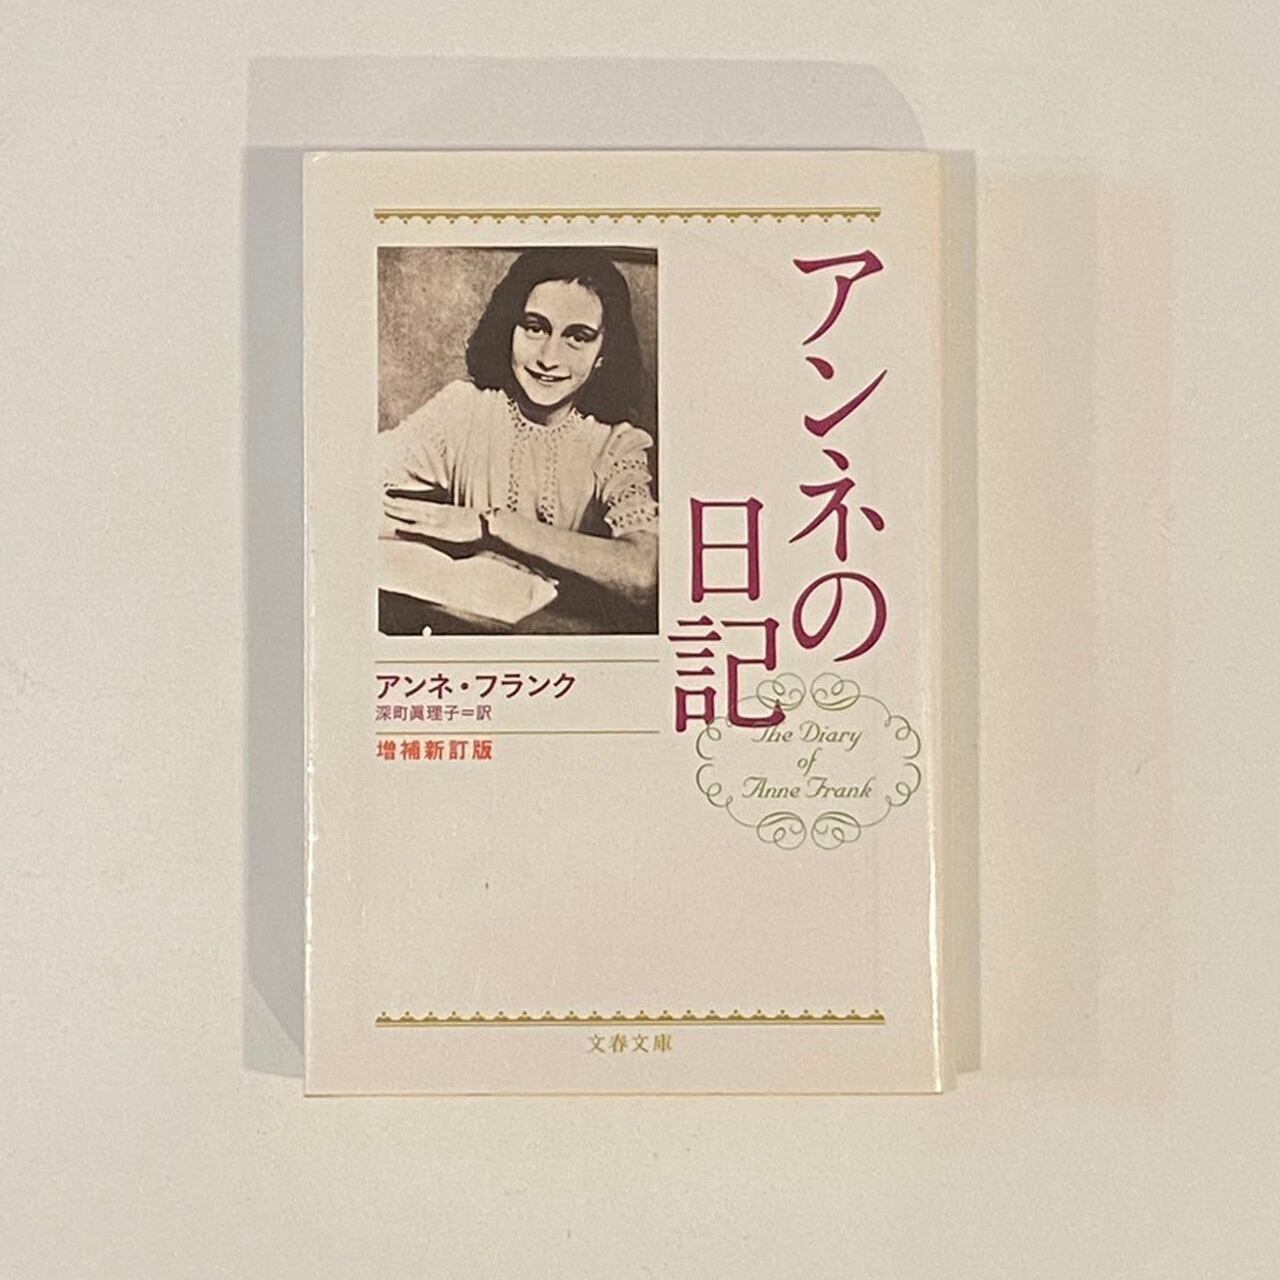 アンネの
日記
The Diary
of
Anne Frank
アンネ・フランク
深町眞理子=訳
増補新訂版
文春文庫